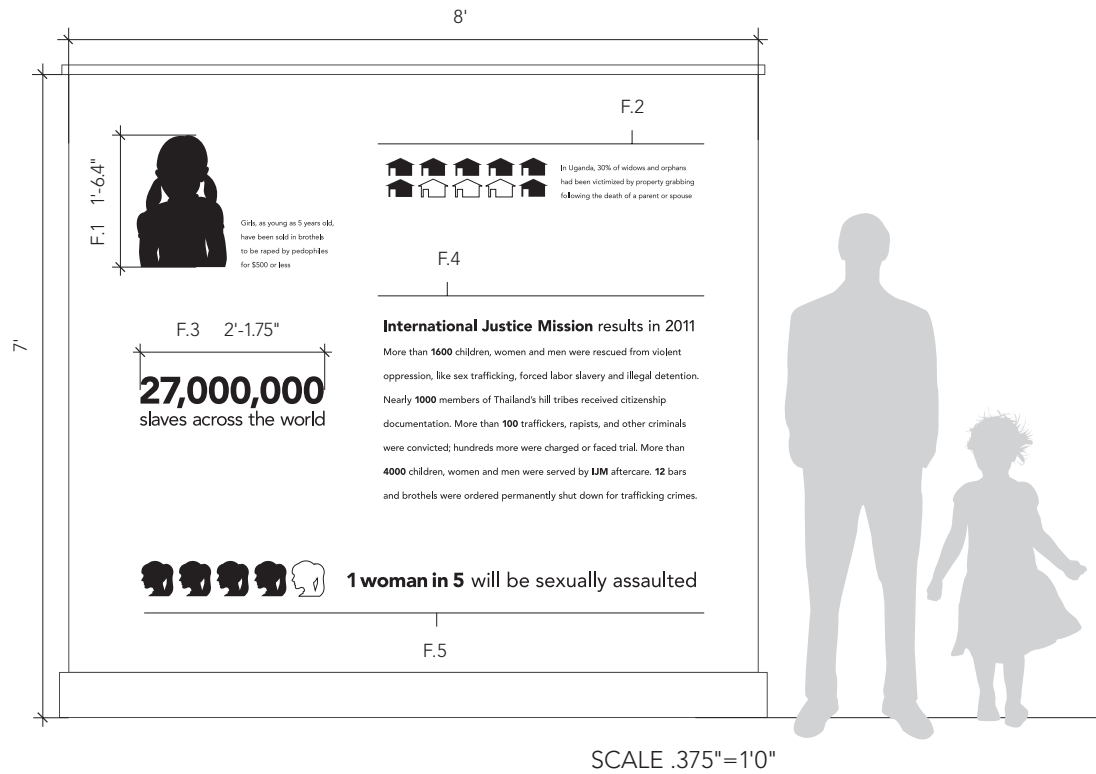 8'
7'
F.1 1'-6.4"
Girls, as young as 5 years old,
have been sold in brothels
to be raped by pedophiles
for $500 or less
F.2
In Uganda, 30% of widows and orphans
had been victimized by property grabbing
following the death of a parent or spouse
F.3 2'-1.75"
27,000,000
slaves across the world
F.4
International Justice Mission results in 2011
More than 1600 children, women and men were rescued from violent
oppression, like sex trafficking, forced labor slavery and illegal detention.
Nearly 1000 members of Thailand's hill tribes received citizenship
documentation. More than 100 traffickers, rapists, and other criminals
were convicted; hundreds more were charged or faced trial. More than
4000 children, women and men were served by IJM aftercare. 12 bars
and brothels were ordered permanently shut down for trafficking crimes.
1 woman in 5 will be sexually assaulted
F.5
SCALE .375"=1'0"